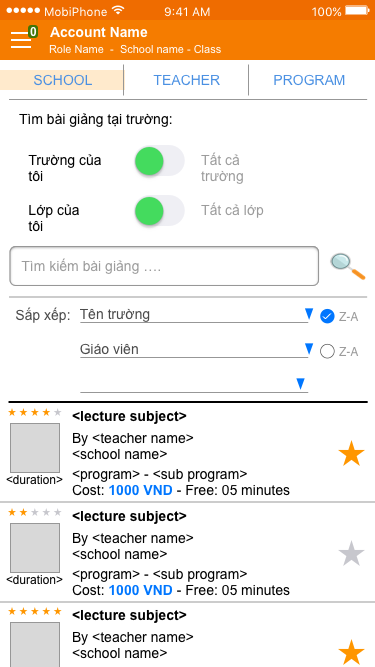 MobiPhone 9:41 AM 100%
0 Account Name
Role Name - School name - Class
SCHOOL TEACHER PROGRAM
Tìm bài giảng tại trường:
Trường của tôi Tất cả trường
Lớp của tôi Tất cả lớp
Tìm kiếm bài giảng ....
Sấp xếp: Tên trường Z-A
Giáo viên Z-A
<lecture subject>
By <teacher name>
<school name>
<duration> <program> - <sub program>
Cost: 1000 VND - Free: 05 minutes
<lecture subject>
By <teacher name>
<school name>
<duration> <program> - <sub program>
Cost: 1000 VND - Free: 05 minutes
<lecture subject>
By <teacher name>
<school name>